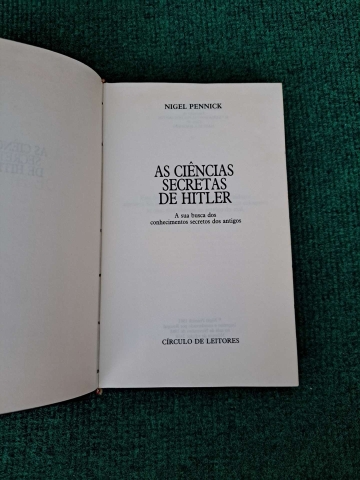 NIGEL PENNICK
AS CIÊNCIAS
SECRETAS
DE HITLER
A sua busca dos
conhecimentos secretos dos antigos
CÍRCULO DE LEITORES